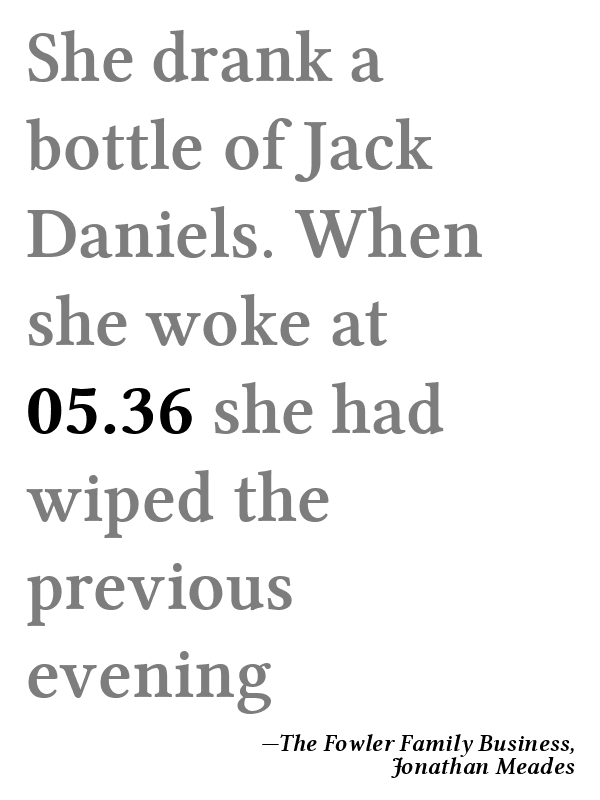 She drank a
bottle of Jack
Daniels. When
she woke at
05.36 she had
wiped the
previous
evening
—The Fowler Family Business,
Jonathan Meades